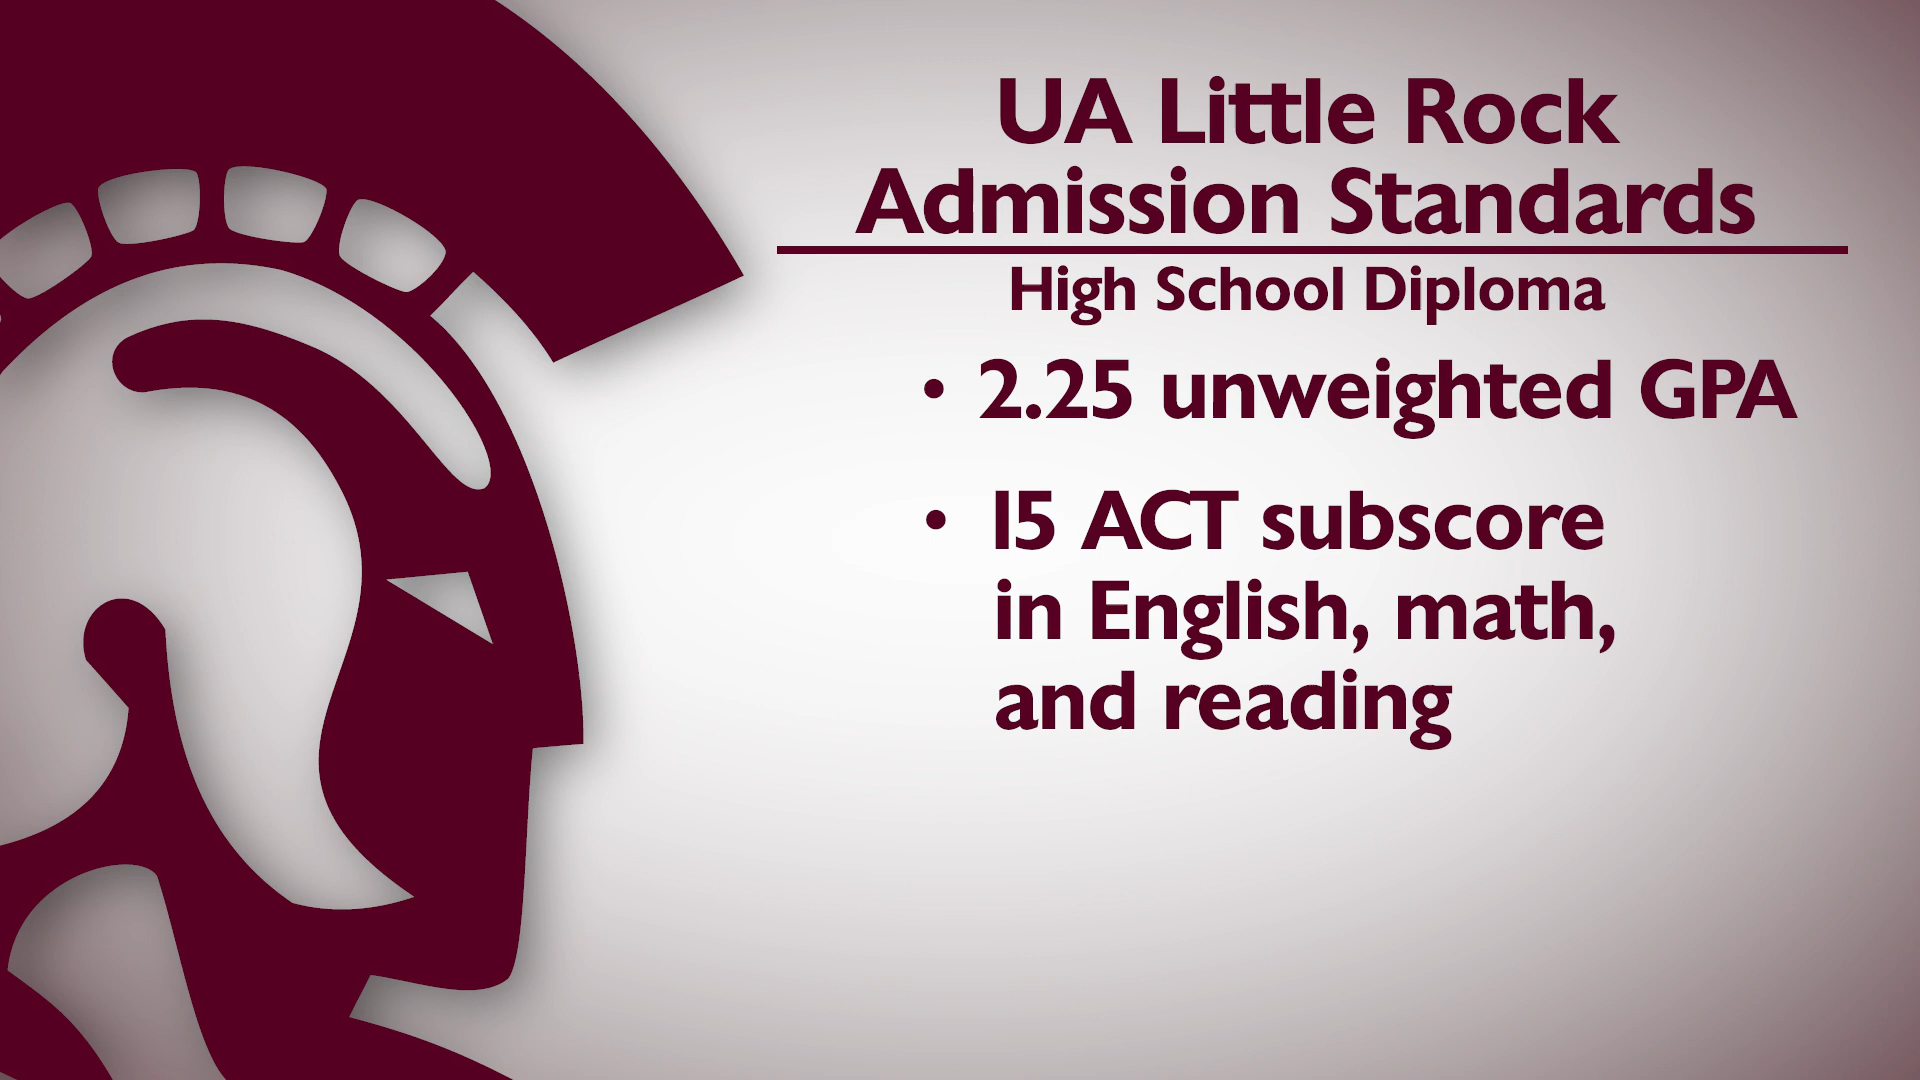 UA Little Rock
Admission Standards
High School Diploma
• 2.25 unweighted GPA
• 15 ACT subscore
in English, math,
and reading